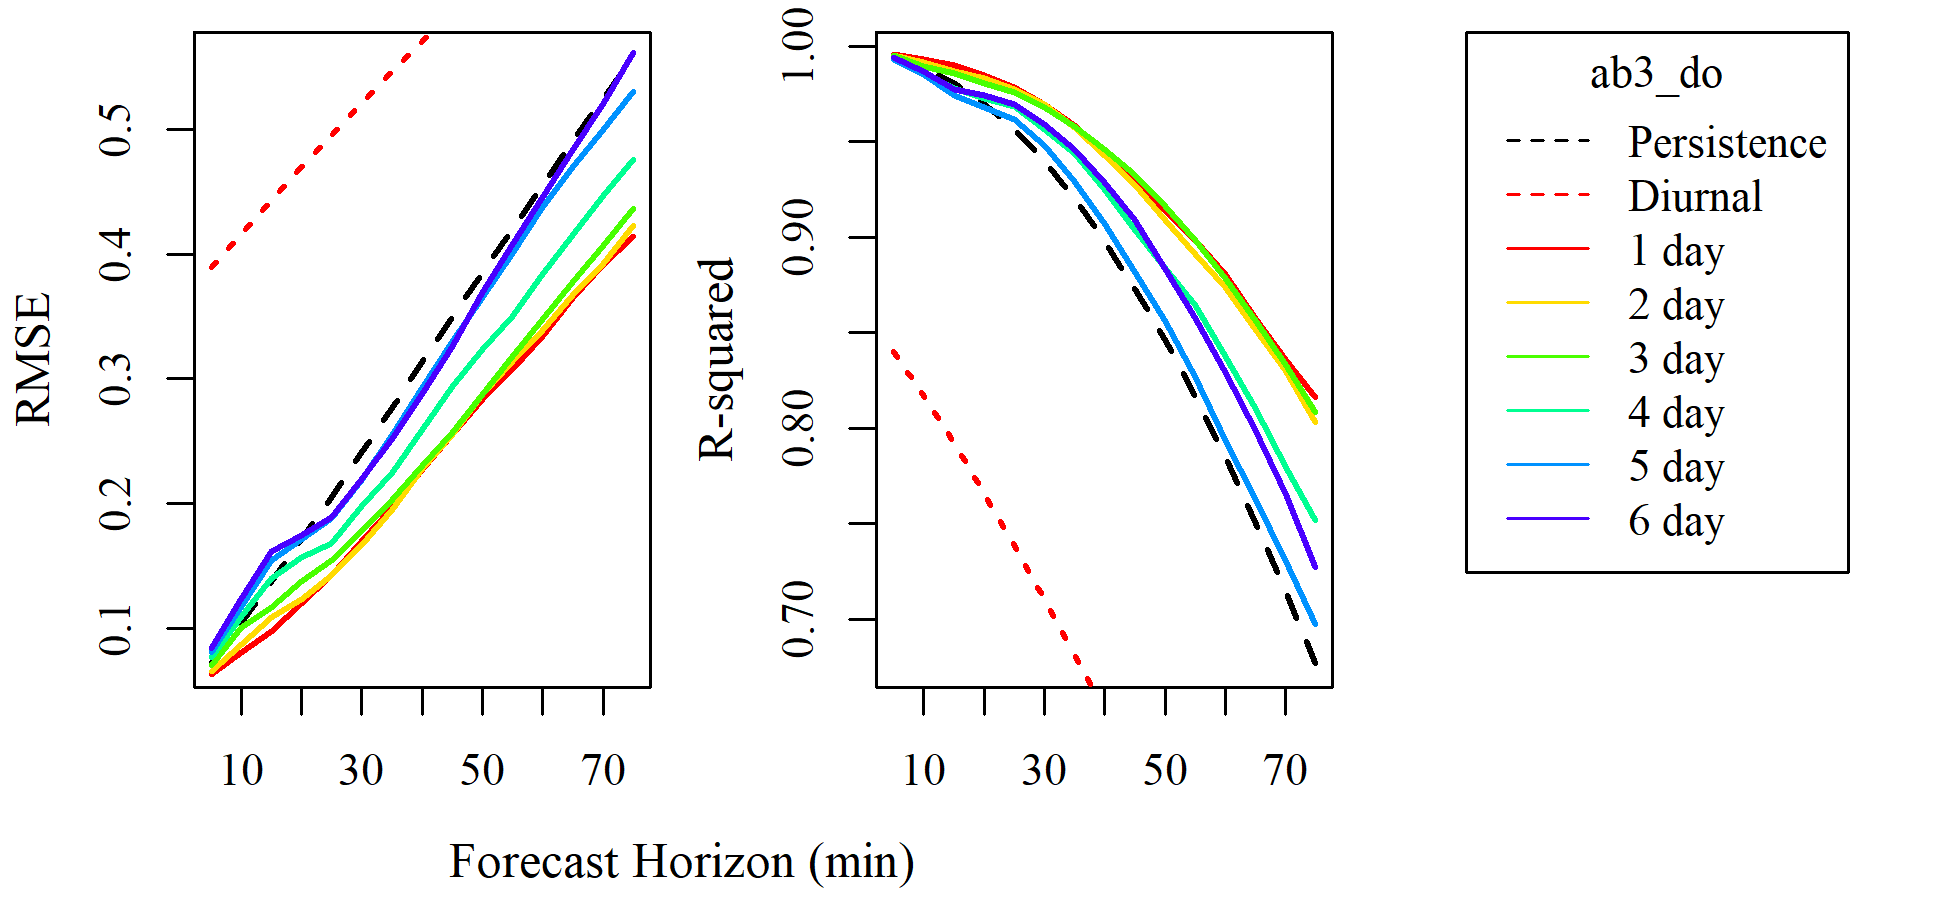 RMSE
0.5
0.4
0.3
0.2
0.1
10 30 50 70
R-squared
1.00
0.90
0.80
0.70
10 30 50 70
Forecast Horizon (min)
ab3_do
Persistence
Diurnal
1 day
2 day
3 day
4 day
5 day
6 day